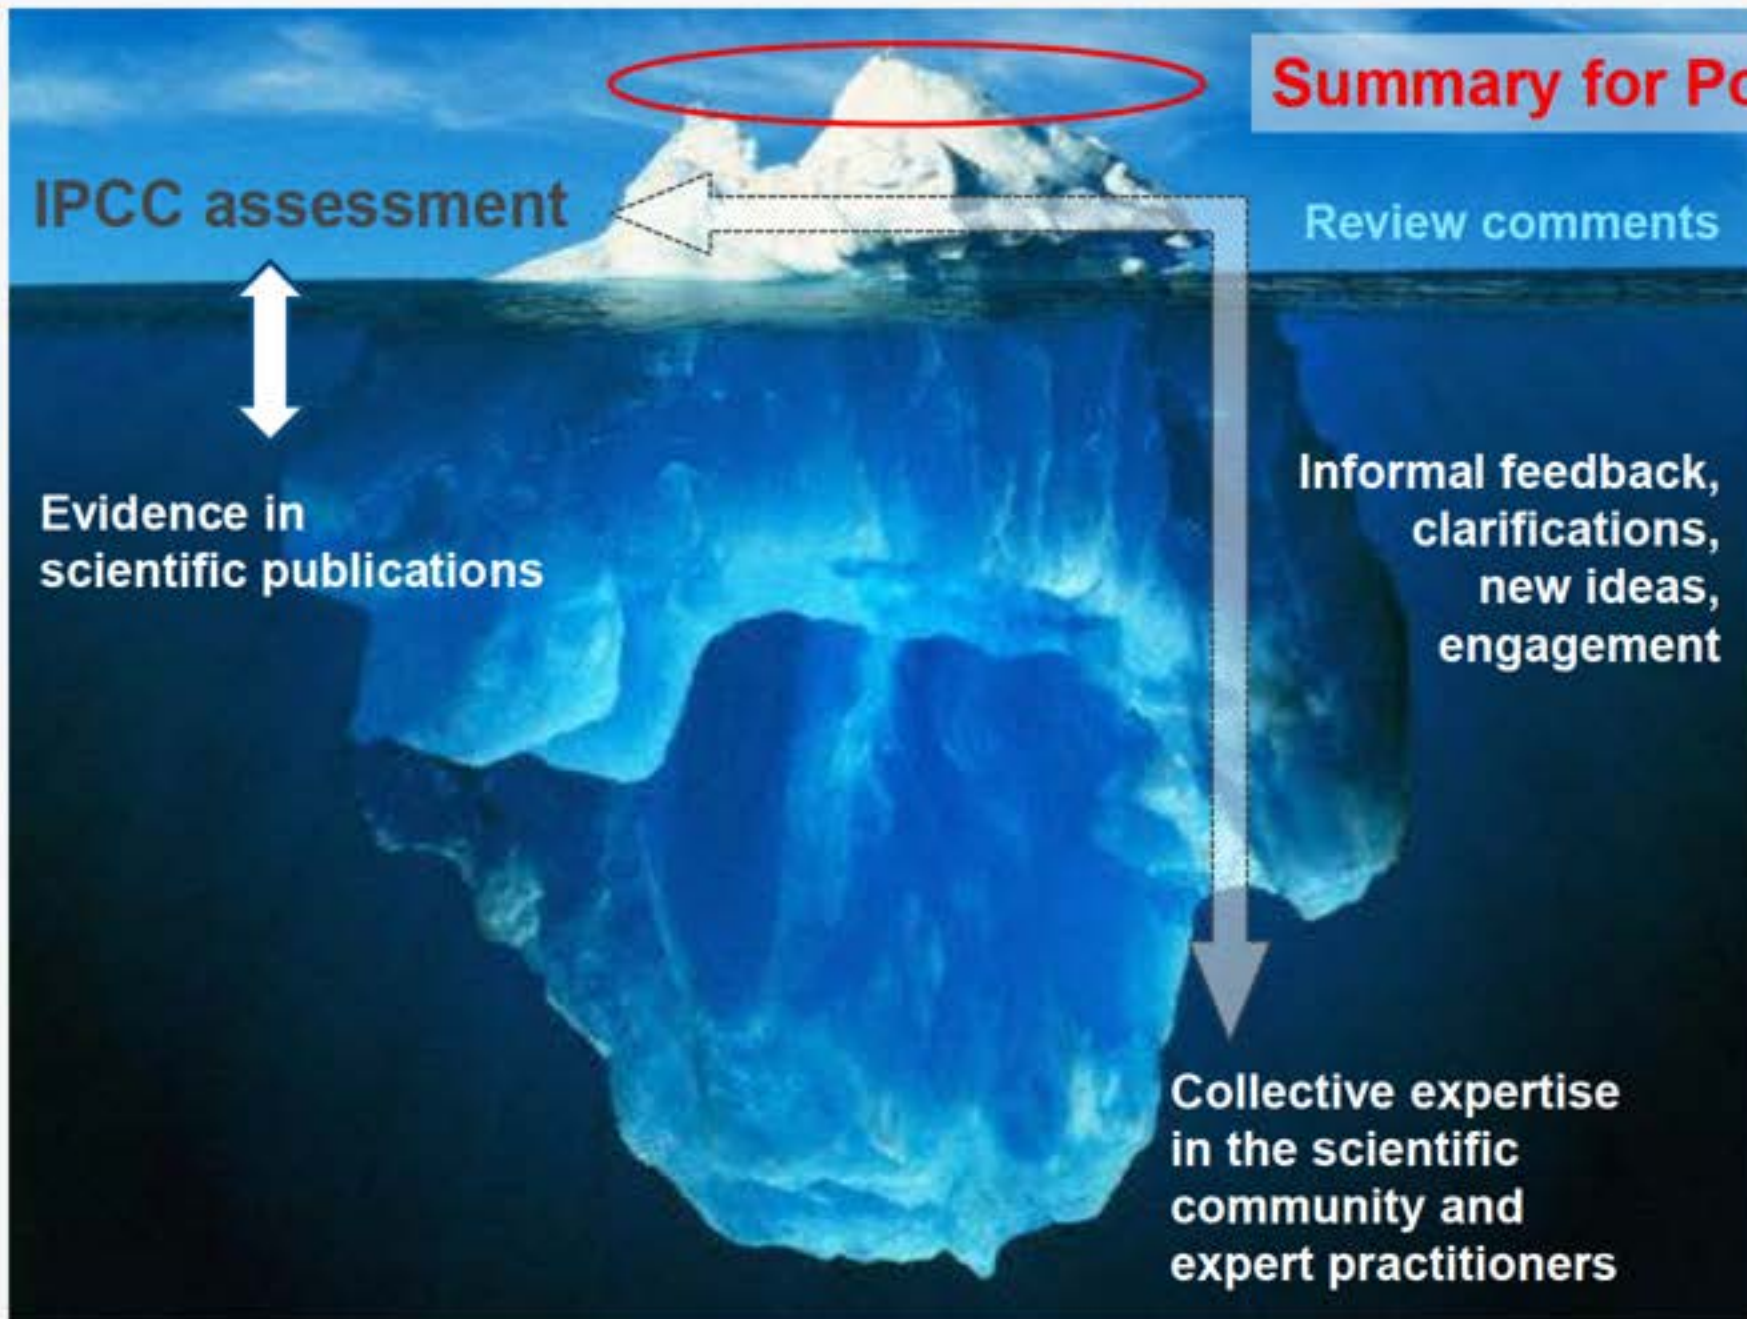 Summary for Po
IPCC assessment
Review comments
Evidence in
scientific publications
Informal feedback,
clarifications,
new ideas,
engagement
Collective expertise
in the scientific
community and
expert practitioners